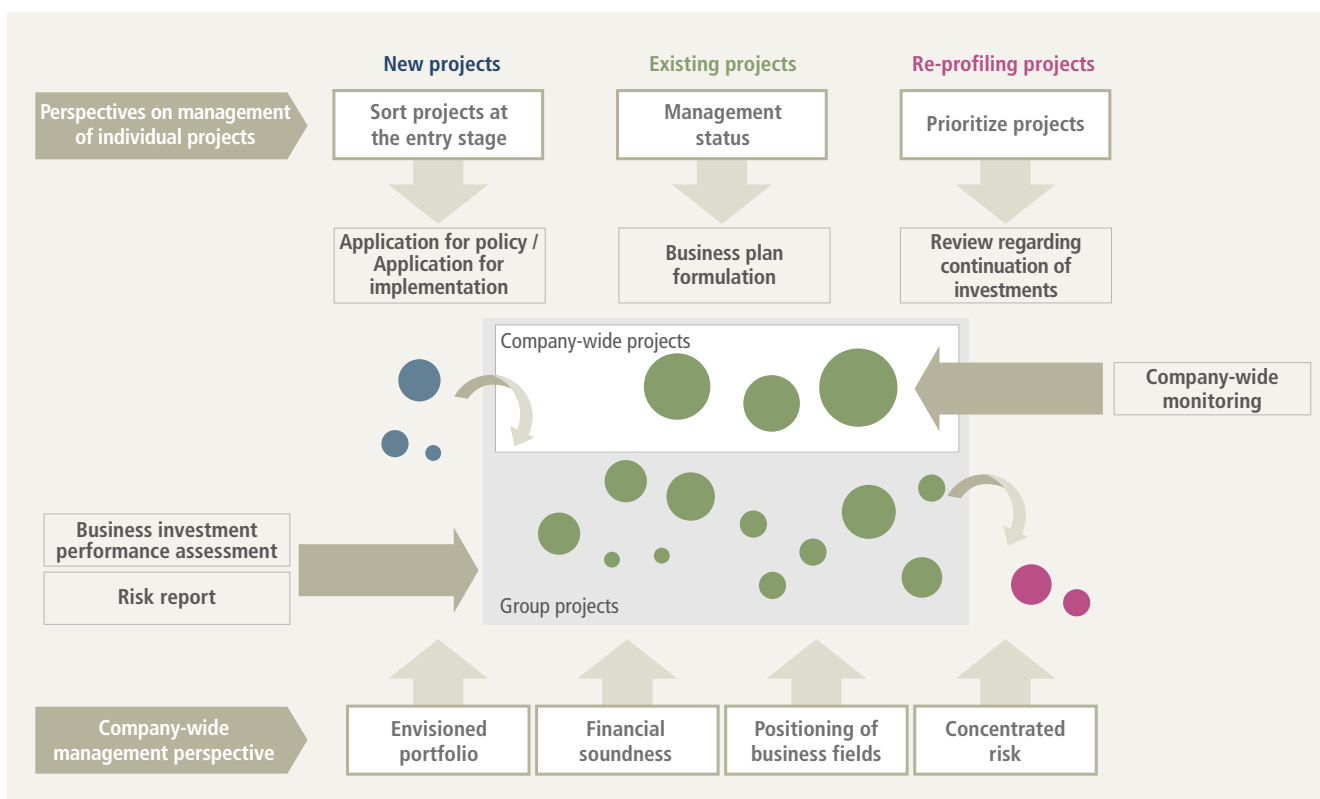 New projects
Existing projects
Re-profiling projects
Perspectives on management
of individual projects
Sort projects at
the entry stage
Management
status
Prioritize projects
Application for policy /
Application for
implementation
Business plan
formulation
Review regarding
continuation of
investments
Company-wide projects
Company-wide
monitoring
Business investment
performance assessment
Risk report
Group projects
Company-wide
management perspective
Envisioned
portfolio
Financial
soundness
Positioning of
business fields
Concentrated
risk